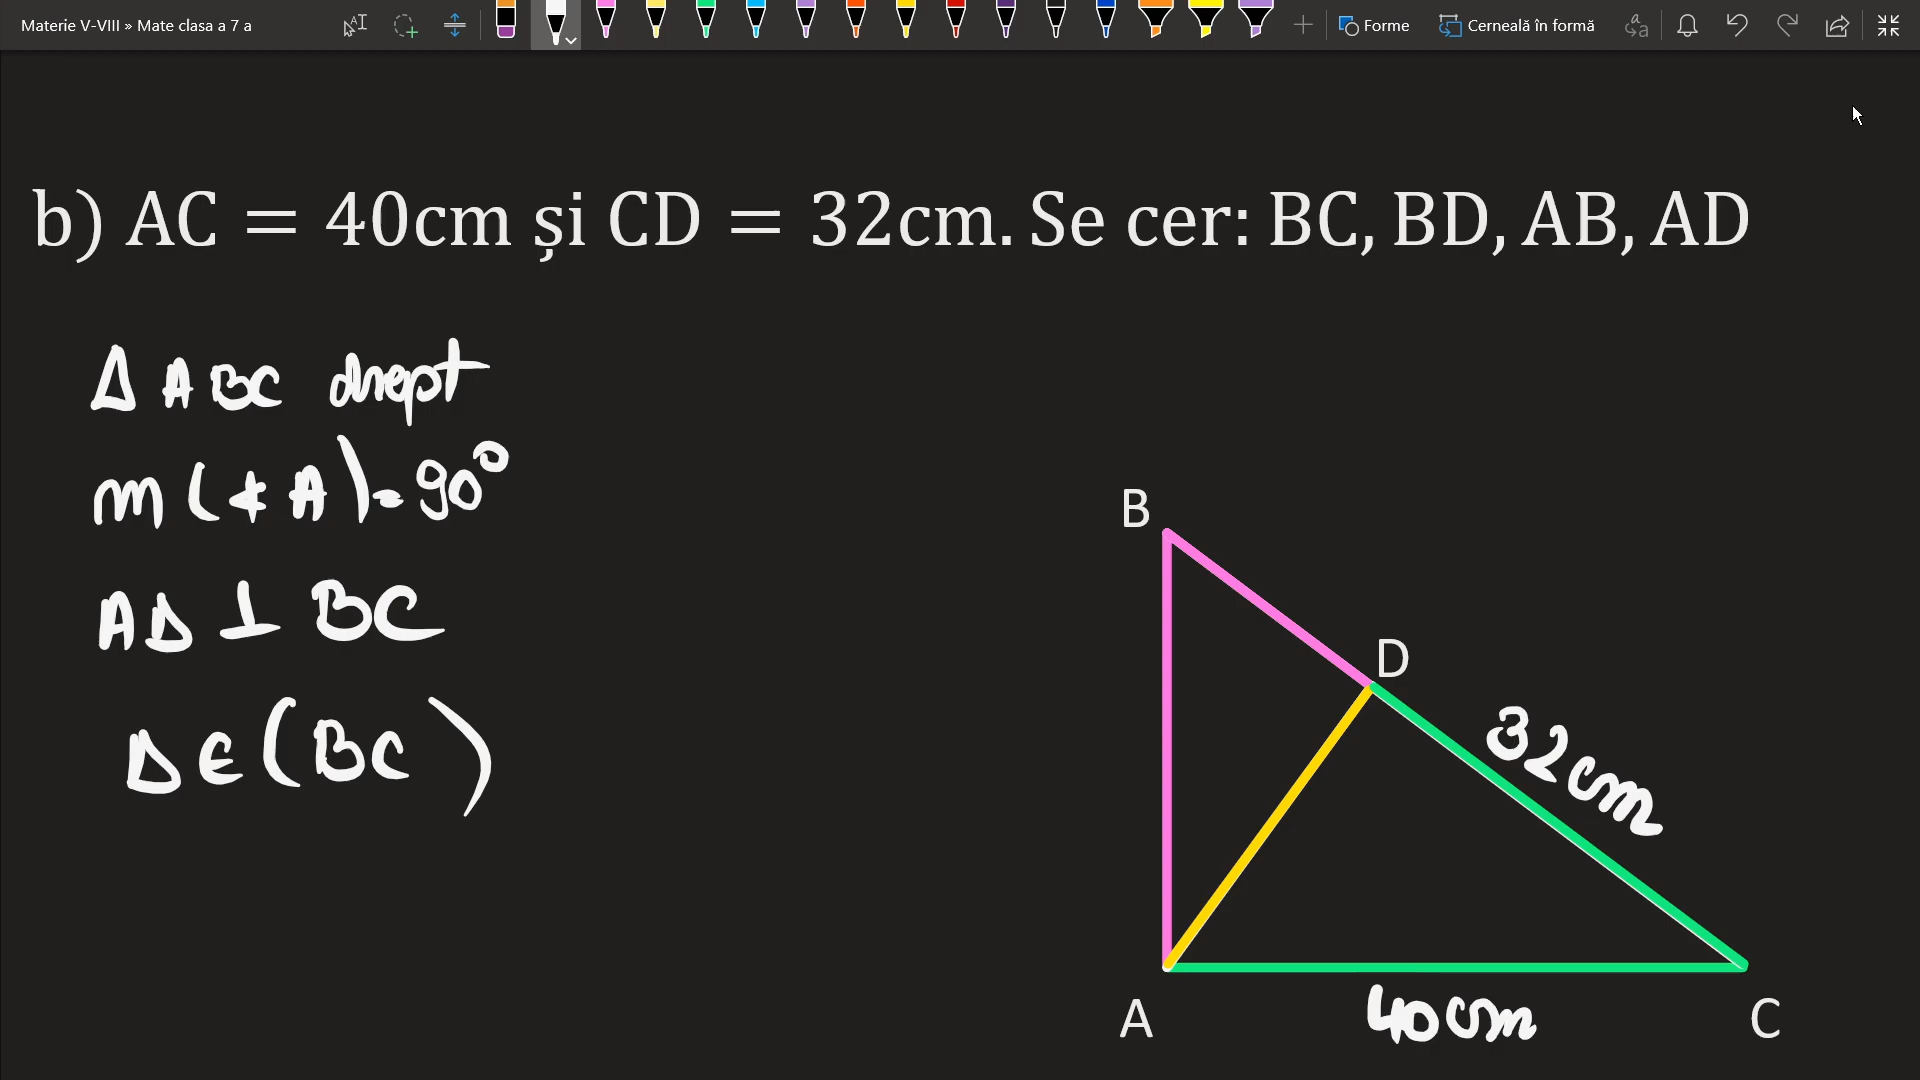 Materie V-VIII » Mate clasa a 7 a
Forme
Cerneală în formă
b) AC = 40cm și CD = 32cm. Se cer: BC, BD, AB, AD
Δ ABC drept
m(∢A)=90°
AD ⊥ BC
D∈(BC)
B
D
32cm
A
40cm
C